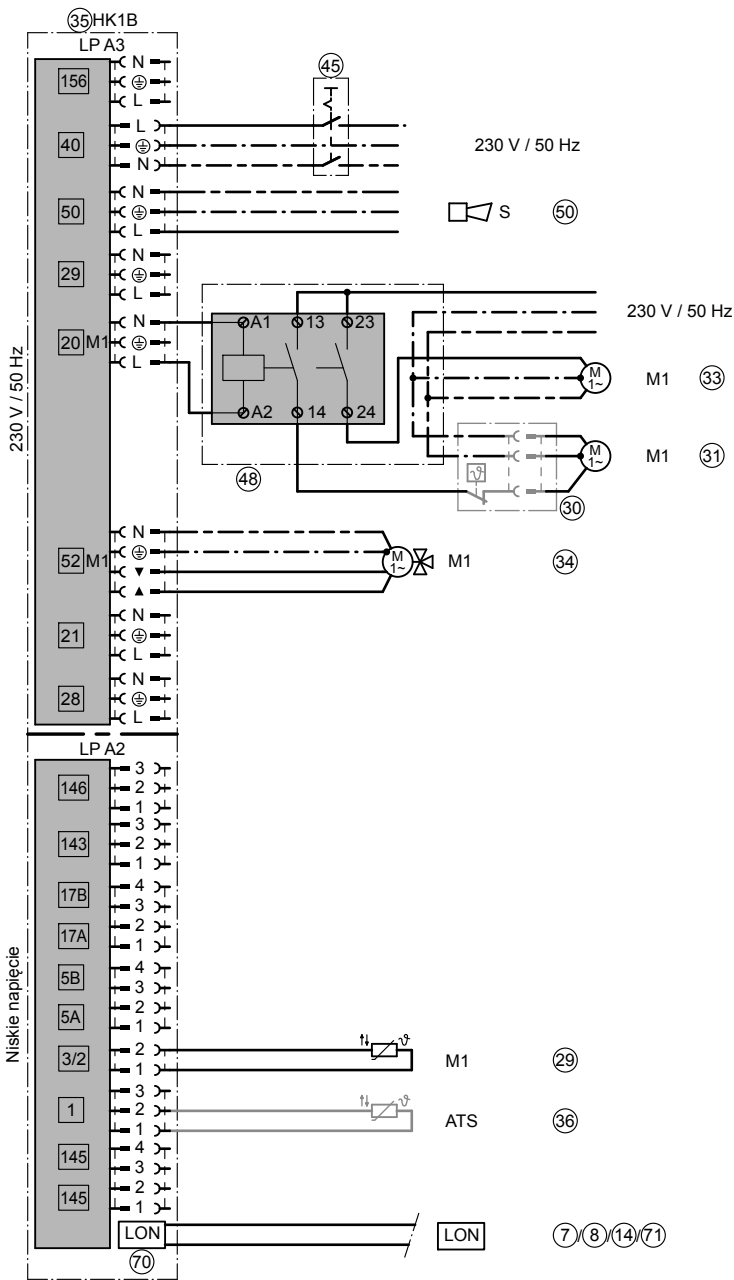 35 HK1B
LP A3
N
156 ⏚
L
45
L
40 ⏚
N
230 V / 50 Hz
N
50 ⏚ S 50
L
N
29 ⏚
L
230 V / 50 Hz
N A1 13 23
20 M1 ⏚
L
M 1~ M1 33
A2 14 24
230 V / 50 Hz
M 1~ M1 31
ϑ
48
30
N
52 M1 ⏚
▼
▲
M 1~ M1 34
N
21 ⏚
L
N
28 ⏚
L
LP A2
3
146 2
1
3
143 2
1
17B 4
3
17A 2
1
5B 4
3
5A 2
1
Niskie napięcie
3/2 2 ϑ M1 29
1
3
1 2 ϑ ATS 36
1
145 4
3
145 2
1
LON LON 7/8/14/71
70